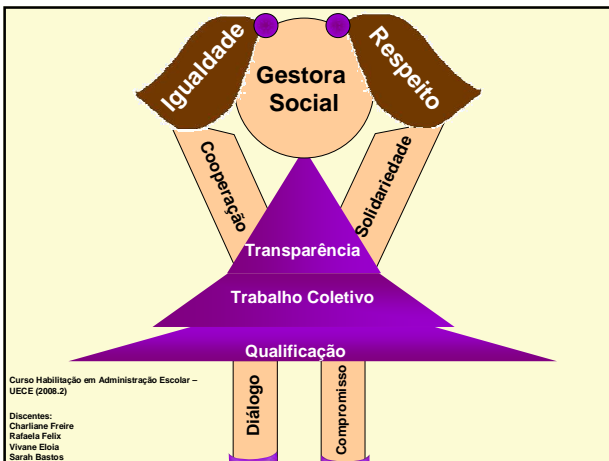 Igualdade
Respeito
Gestora
Social
Cooperação
Solidariedade
Transparência
Trabalho Coletivo
Qualificação
Diálogo
Compromisso
Curso Habilitação em Administração Escolar –
UECE (2008.2)
Discentes:
Charliane Freire
Rafaela Felix
Vivane Eloia
Sarah Bastos